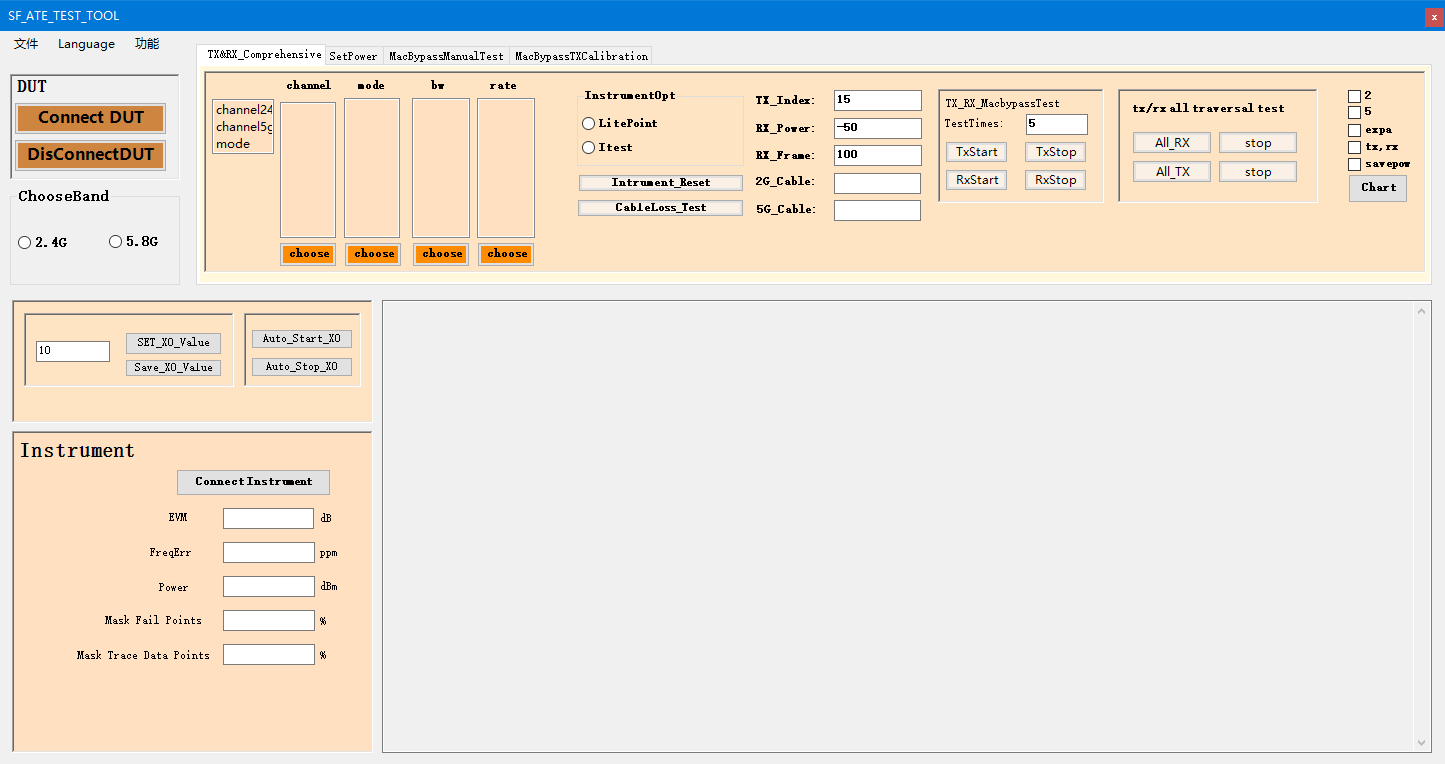 SF_ATE_TEST_TOOL
x
文件 Language 功能
TX&RX_Comprehensive SetPower MacBypassManualTest MacBypassTXCalibration
DUT
Connect DUT
DisConnectDUT
ChooseBand
2.4G 5.8G
channel mode bw rate
channel24
channel5g
mode
choose choose choose choose
InstrumentOpt
LitePoint
Itest
Intrument_Reset
CableLoss_Test
TX_Index: 15
RX_Power: -50
RX_Frame: 100
2G_Cable:
5G_Cable:
TX_RX_MacbypassTest
TestTimes: 5
TxStart TxStop
RxStart RxStop
tx/rx all traversal test
All_RX stop
All_TX stop
2
5
expa
tx,rx
savepow
Chart
10
SET_XO_Value
Save_XO_Value
Auto_Start_XO
Auto_Stop_XO
Instrument
ConnectInstrument
EVM dB
FreqErr ppm
Power dBm
Mask Fail Points %
Mask Trace Data Points %